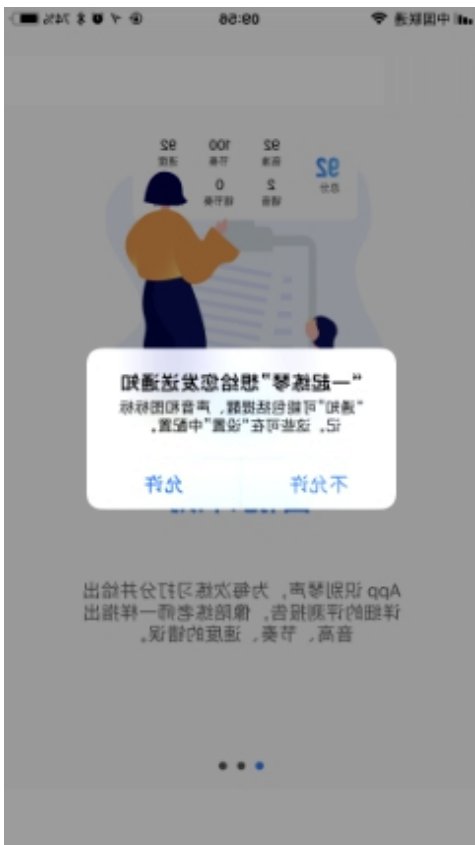 中国联通 09:56 74%
92 总分
92 音准 100 节奏 92 速度
2 错音 0 错节奏
“一起练琴”想给您发送通知
“通知”可能包括提醒、声音和图标标
记。这些可在“设置”中配置。
不允许 允许
App 识别琴声，为每次练习打分并给出
详细的评测报告，像陪练老师一样指出
音高、节奏、速度的错误。